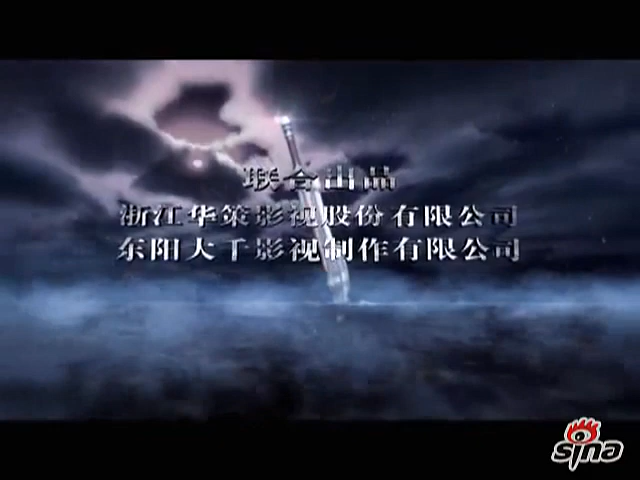 联合出品
浙江华策影视股份有限公司
东阳大千影视制作有限公司
sina